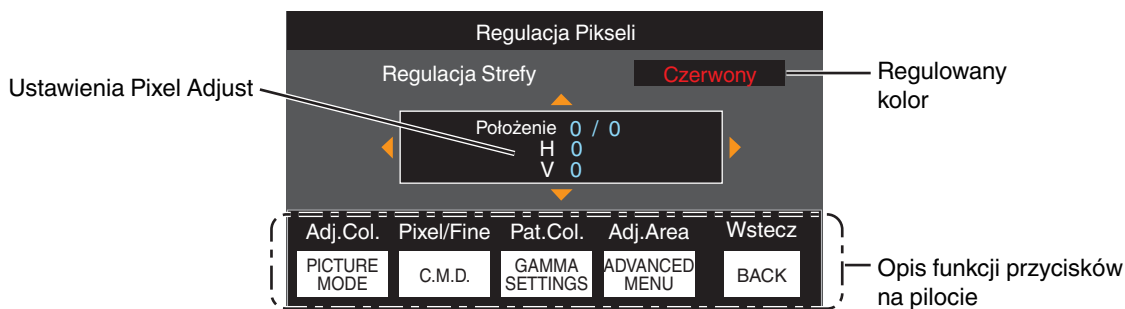 Regulacja Pikseli
Regulacja Strefy
Czerwony
Regulowany
kolor
Ustawienia Pixel Adjust
Położenie 0 / 0
H 0
V 0
Adj.Col. Pixel/Fine Pat.Col. Adj.Area Wstecz
PICTURE
MODE
C.M.D.
GAMMA
SETTINGS
ADVANCED
MENU
BACK
Opis funkcji przycisków
na pilocie